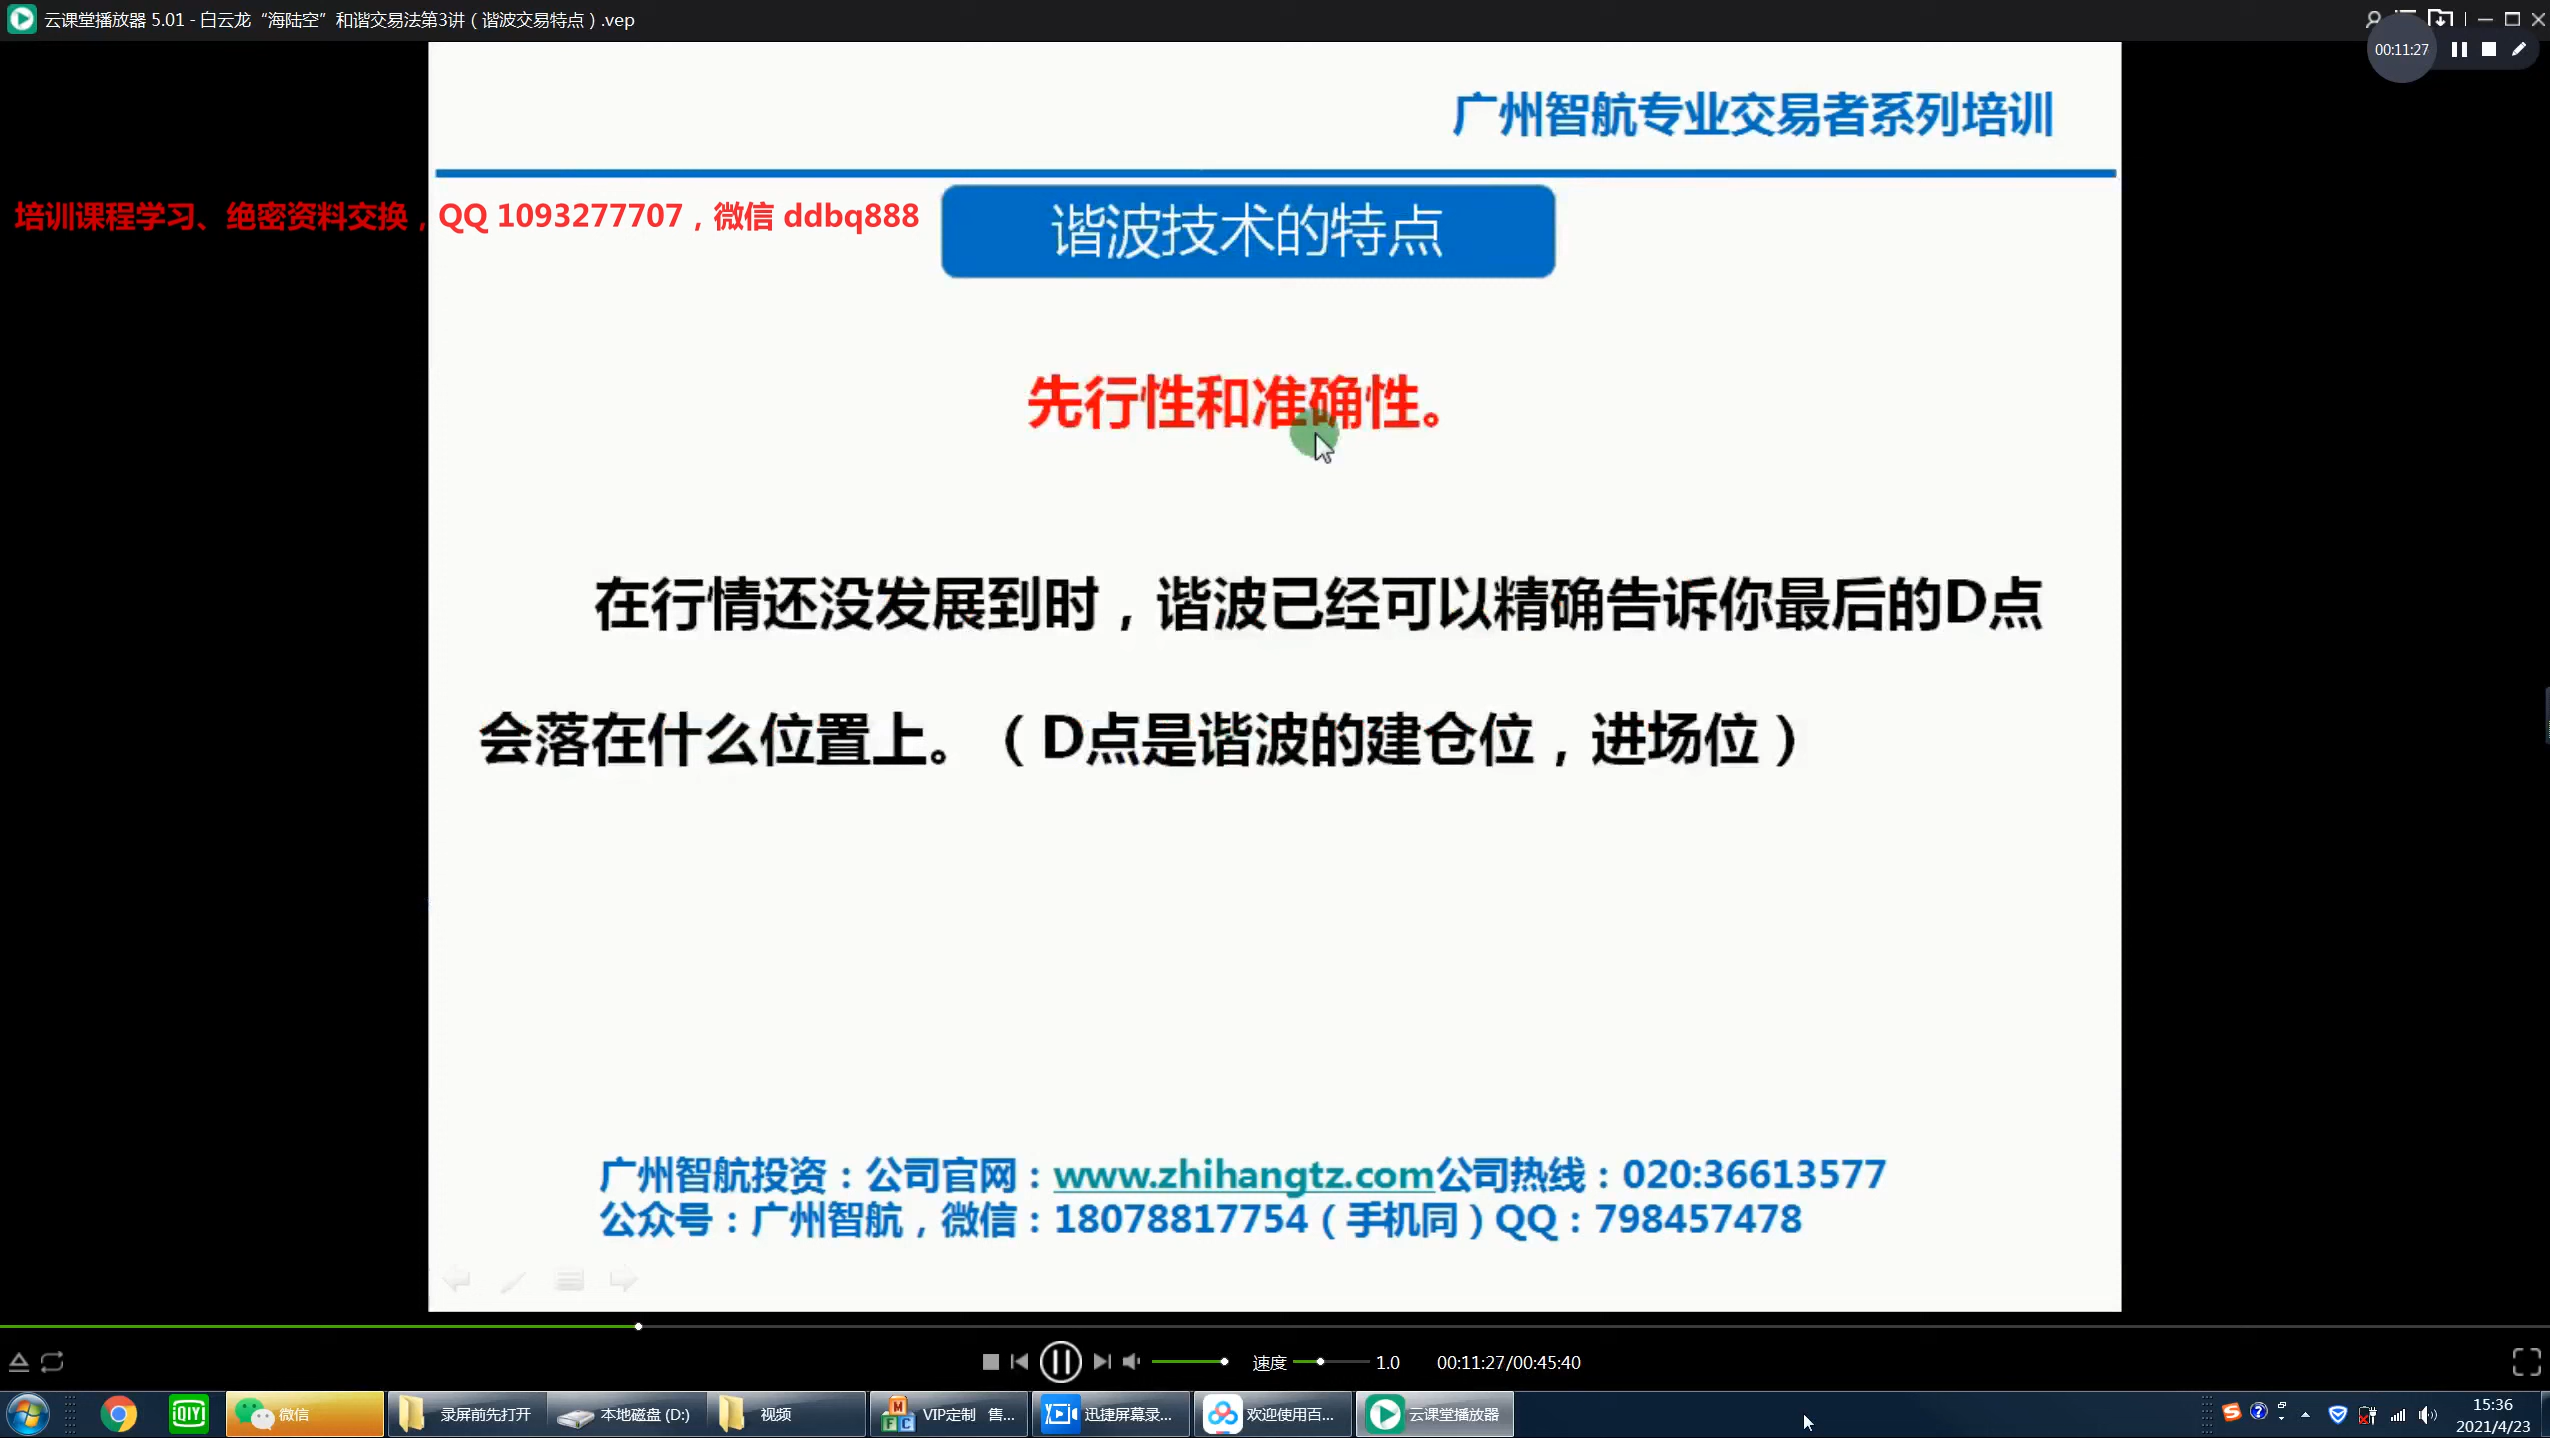 云课堂播放器 5.01 - 白云龙“海陆空”和谐交易法第3讲（谐波交易特点）.vep
00:11:27
广州智航专业交易者系列培训
培训课程学习、绝密资料交换，QQ 1093277707，微信 ddbq888
谐波技术的特点
先行性和准确性。
在行情还没发展到时，谐波已经可以精确告诉你最后的D点
会落在什么位置上。（D点是谐波的建仓位，进场位）
广州智航投资：公司官网：www.zhihangtz.com公司热线：020:36613577
公众号：广州智航，微信：18078817754（手机同）QQ：798457478
速度 1.0 00:11:27/00:45:40
iQIYI 微信 录屏前先打开 本地磁盘 (D:) 视频 M F C VIP定制 售... 迅捷屏幕录... 欢迎使用百... 云课堂播放器 15:36
2021/4/23